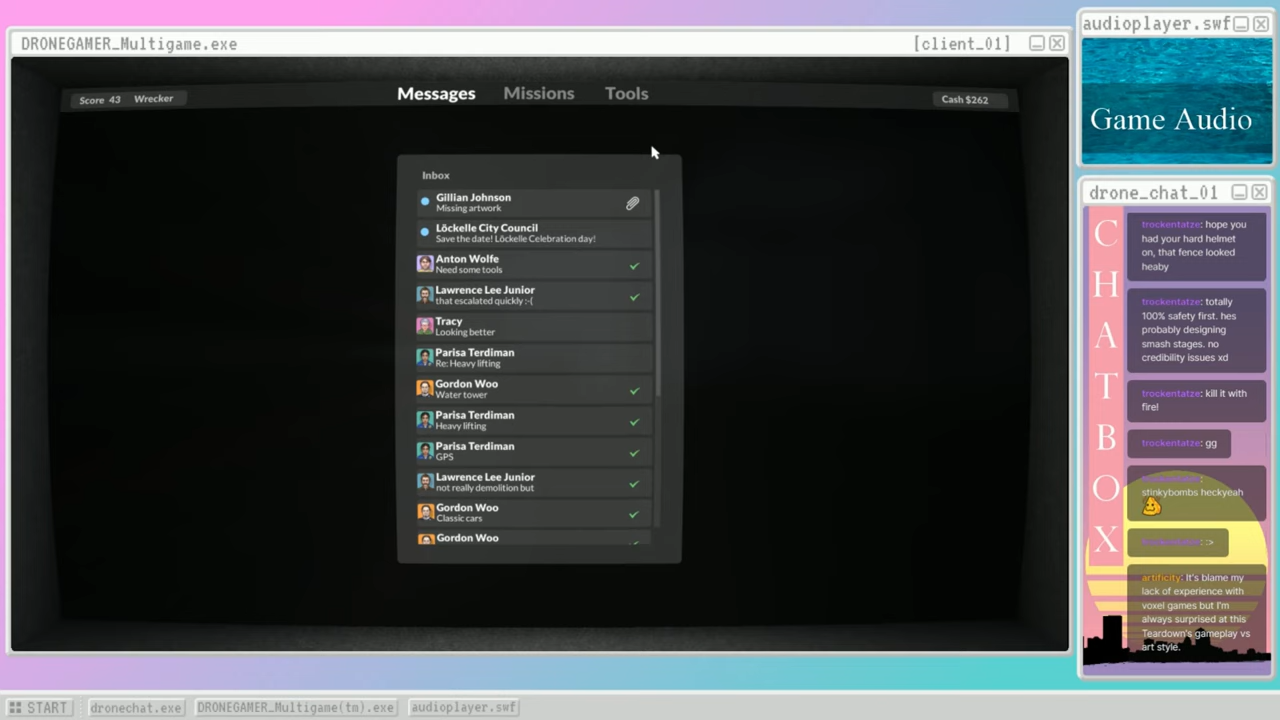 DRONEGAMER_Multigame.exe
[client_01]
Score 43
Wrecker
Messages
Missions
Tools
Cash $262
Inbox
Gillian Johnson
Missing artwork
Löckelle City Council
Save the date! Löckelle Celebration day!
Anton Wolfe
Need some tools
Lawrence Lee Junior
that escalated quickly :-(
Tracy
Looking better
Parisa Terdiman
Re: Heavy lifting
Gordon Woo
Water tower
Parisa Terdiman
Heavy lifting
Parisa Terdiman
GPS
Lawrence Lee Junior
not really demolition but
Gordon Woo
Classic cars
Gordon Woo
audioplayer.swf
Game Audio
drone_chat_01
CHATBOX
trockentatze: hope you
had your hard helmet
on, that fence looked
heaby
trockentatze: totally
100% safety first. hes
probably designing
smash stages. no
credibility issues xd
trockentatze: kill it with
fire!
trockentatze: gg
trockentatze:
stinkybombs heckyeah
trockentatze: :>
artificity: It's blame my
lack of experience with
voxel games but I'm
always surprised at this
Teardown's gameplay vs
art style.
START
dronechat.exe
DRONEGAMER_Multigame(tm).exe
audioplayer.swf